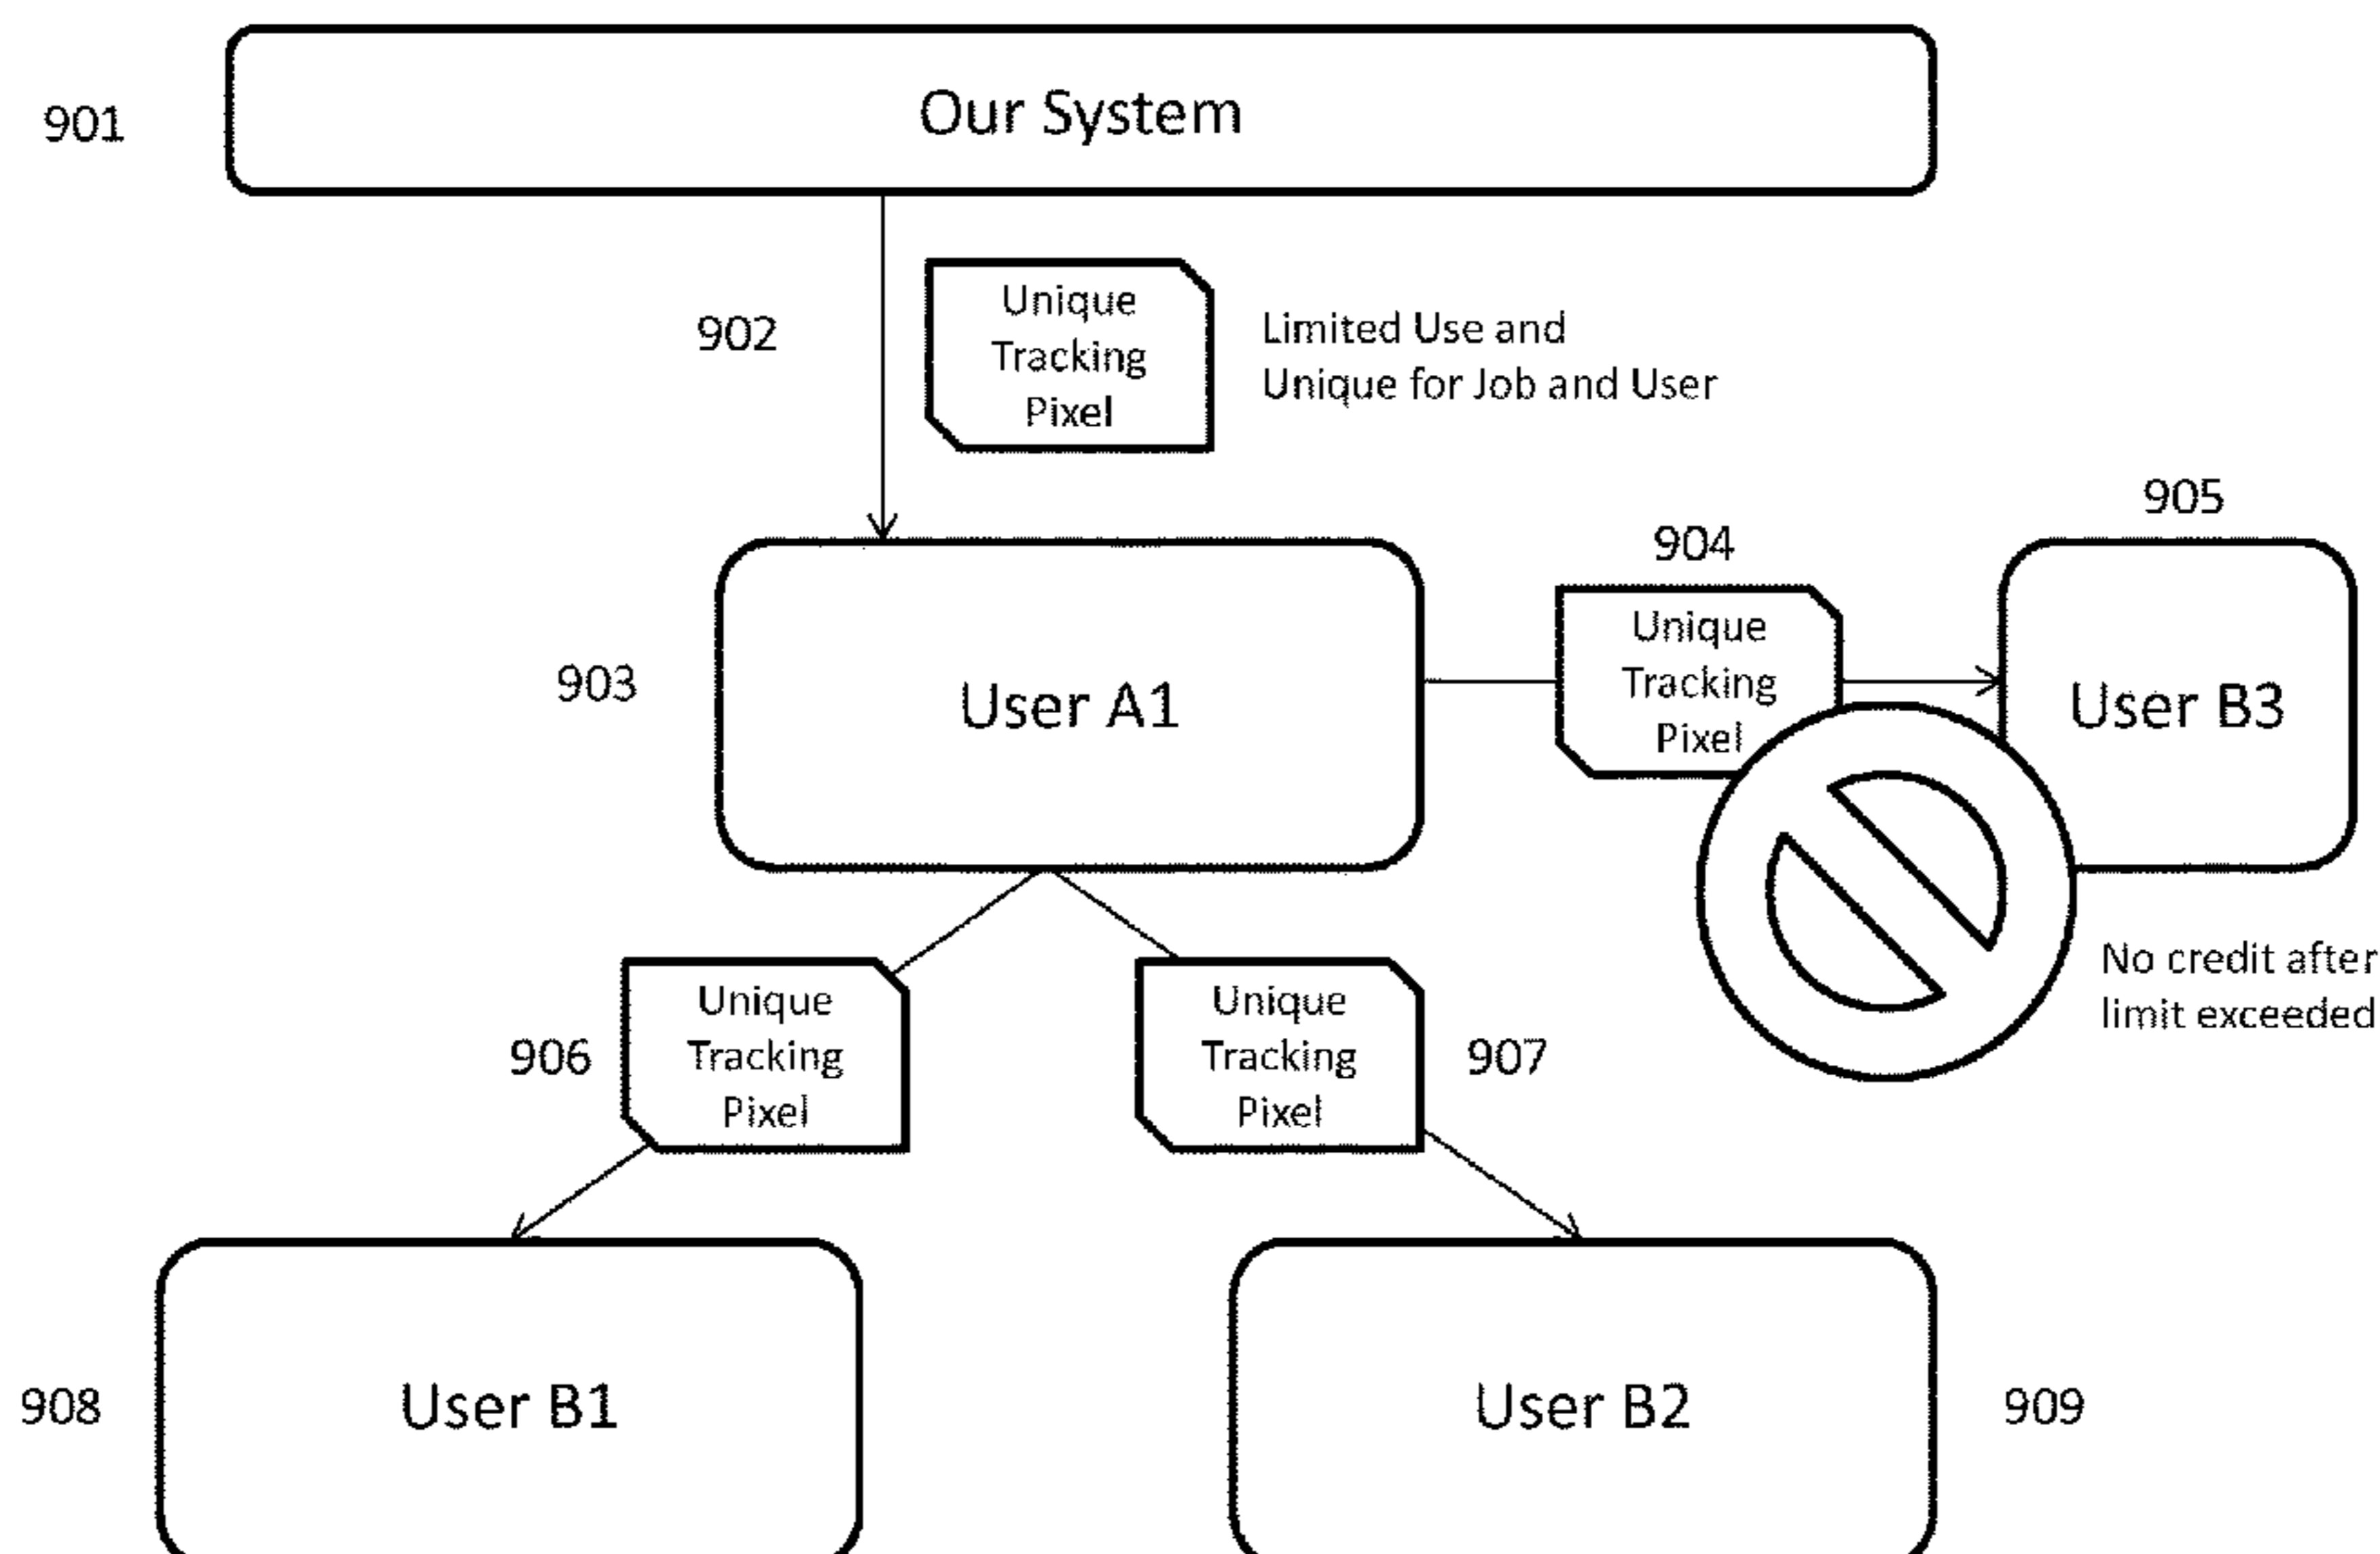 901
Our System
902
Unique
Tracking
Pixel
Limited Use and
Unique for Job and User
903
User A1
904
Unique
Tracking
Pixel
905
User B3
No credit after
limit exceeded
906
Unique
Tracking
Pixel
Unique
Tracking
Pixel
907
908
User B1
User B2
909